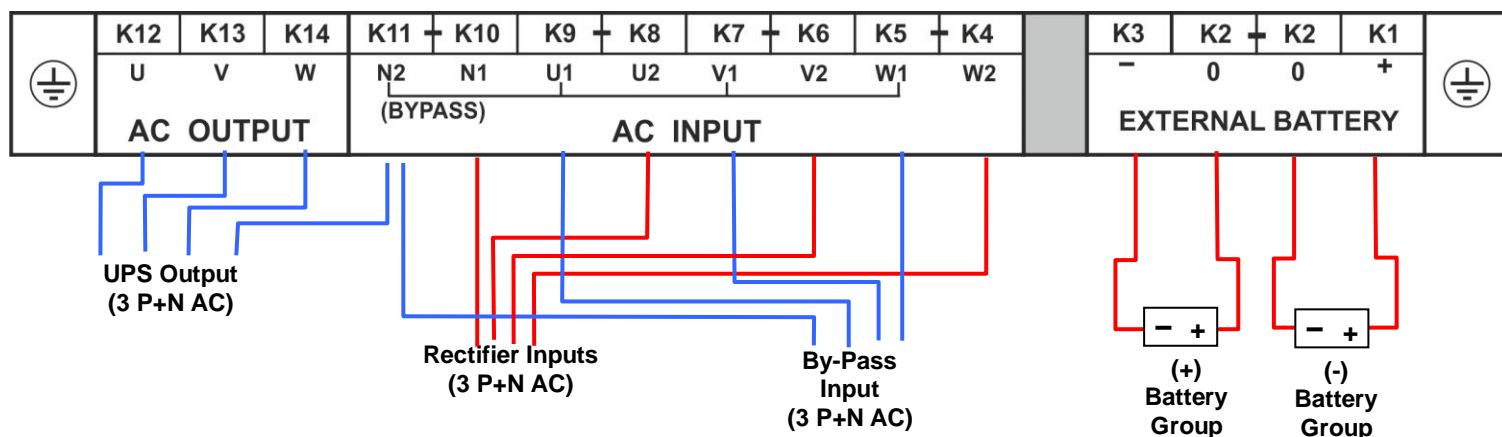 K12 K13 K14 K11 K10 K9 K8 K7 K6 K5 K4 K3 K2 K2 K1
U V W N2 N1 U1 U2 V1 V2 W1 W2 − 0 0 +
(BYPASS)
AC OUTPUT AC INPUT EXTERNAL BATTERY
UPS Output
(3 P+N AC)
Rectifier Inputs
(3 P+N AC)
By-Pass
Input
(3 P+N AC)
− +
(+)
Battery
Group
− +
(-)
Battery
Group